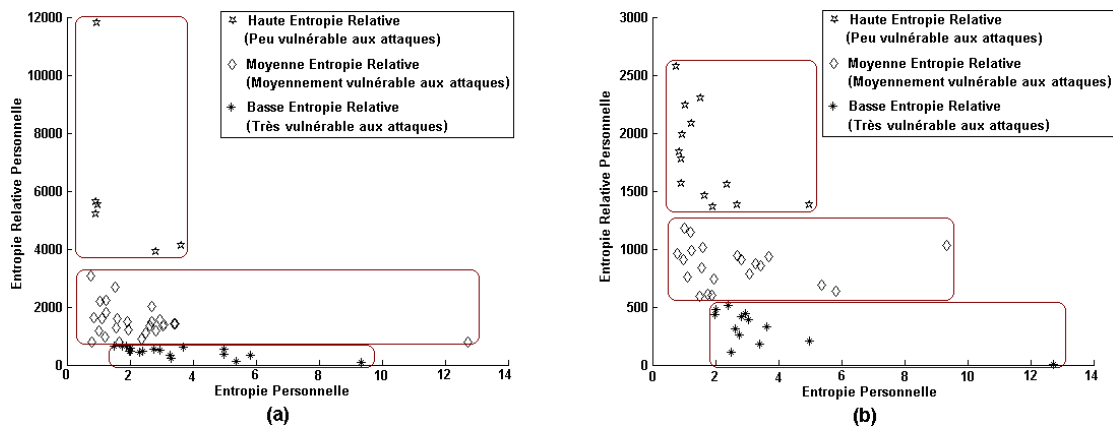 12000
10000
8000
6000
4000
2000
0
0 2 4 6 8 10 12 14
Entropie Relative Personnelle
Entropie Personnelle
Haute Entropie Relative
(Peu vulnérable aux attaques)
Moyenne Entropie Relative
(Moyennement vulnérable aux attaques)
Basse Entropie Relative
(Très vulnérable aux attaques)
(a)
3000
2500
2000
1500
1000
500
0
0 2 4 6 8 10 12 14
Entropie Relative Personnelle
Entropie Personnelle
Haute Entropie Relative
(Peu vulnérable aux attaques)
Moyenne Entropie Relative
(Moyennement vulnérable aux attaques)
Basse Entropie Relative
(Très vulnérable aux attaques)
(b)